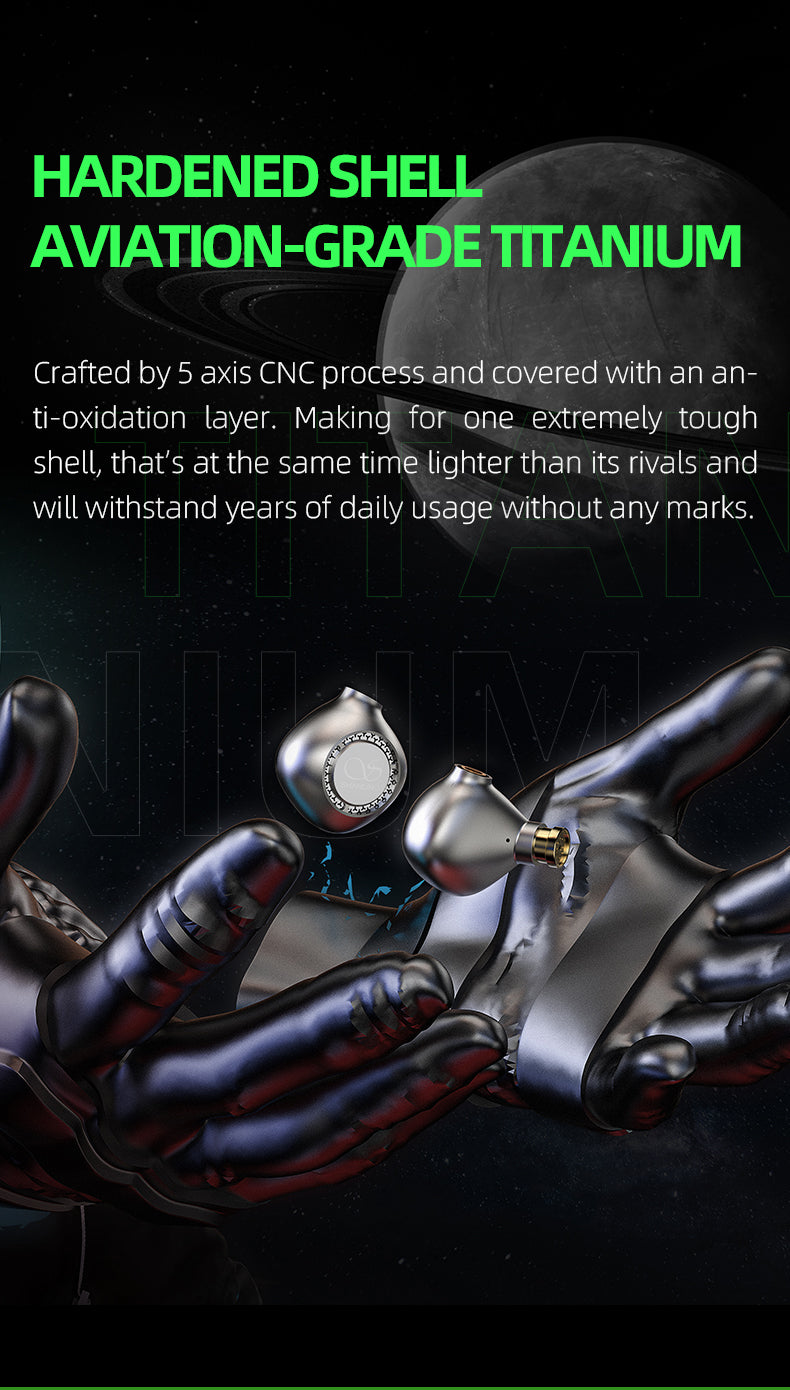 HARDENED SHELL
AVIATION-GRADE TITANIUM
Crafted by 5 axis CNC process and covered with an an-
ti-oxidation layer. Making for one extremely tough
shell, that's at the same time lighter than its rivals and
will withstand years of daily usage without any marks.
TITAN
NIUM